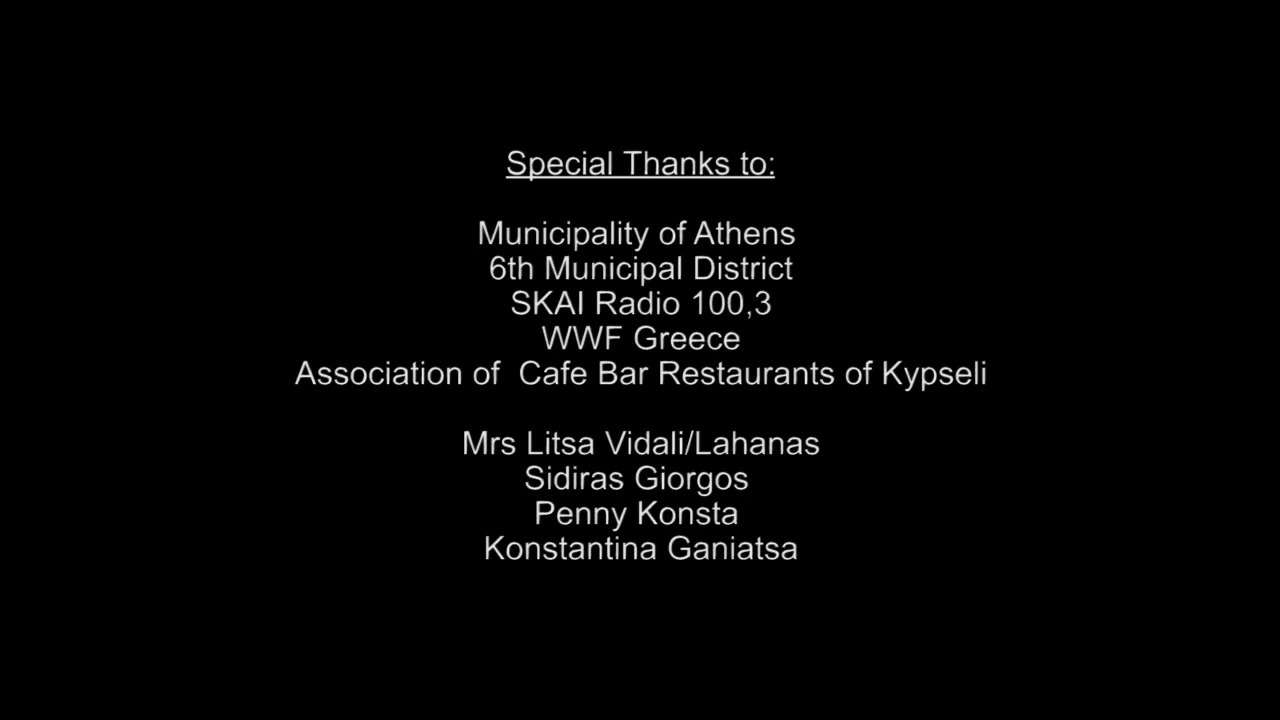 Special Thanks to:
Municipality of Athens
6th Municipal District
SKAI Radio 100,3
WWF Greece
Association of  Cafe Bar Restaurants of Kypseli
Mrs Litsa Vidali/Lahanas
Sidiras Giorgos
Penny Konsta
Konstantina Ganiatsa